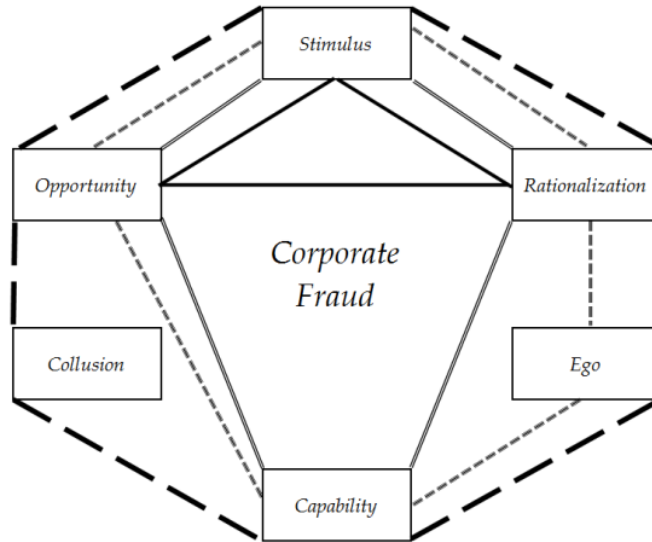 Stimulus
Opportunity
Rationalization
Corporate
Fraud
Collusion
Ego
Capability